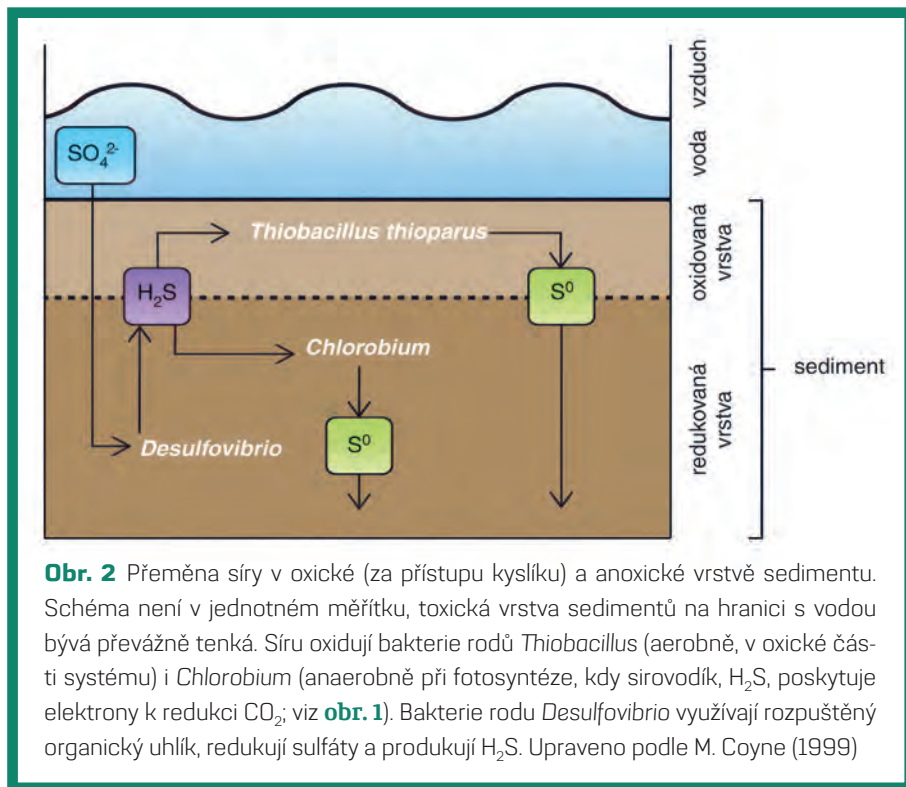 vzduch
voda
SO₄²⁻
oxidovaná
vrstva
Thiobacillus thioparus
H₂S
S⁰
Chlorobium
sediment
redukovaná
vrstva
Desulfovibrio
S⁰
Obr. 2 Přeměna síry v oxické (za přístupu kyslíku) a anoxické vrstvě sedimentu.
Schéma není v jednotném měřítku, toxická vrstva sedimentů na hranici s vodou
bývá převážně tenká. Síru oxidují bakterie rodů Thiobacillus (aerobně, v oxické čás-
ti systému) i Chlorobium (anaerobně při fotosyntéze, kdy sirovodík, H₂S, poskytuje
elektrony k redukci CO₂; viz obr. 1). Bakterie rodu Desulfovibrio využívají rozpuštěný
organický uhlík, redukují sulfáty a produkují H₂S. Upraveno podle M. Coyne (1999)